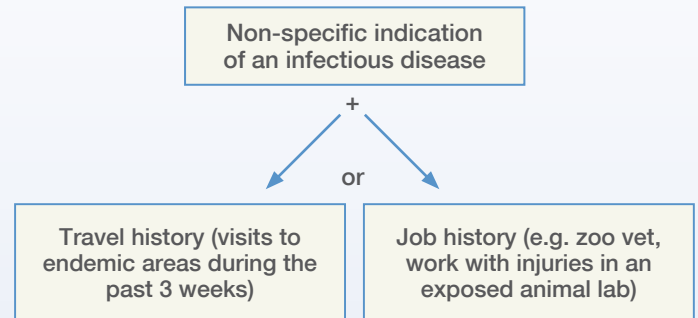 Non-specific indication
of an infectious disease
+
or
Travel history (visits to
endemic areas during the
past 3 weeks)
Job history (e.g. zoo vet,
work with injuries in an
exposed animal lab)